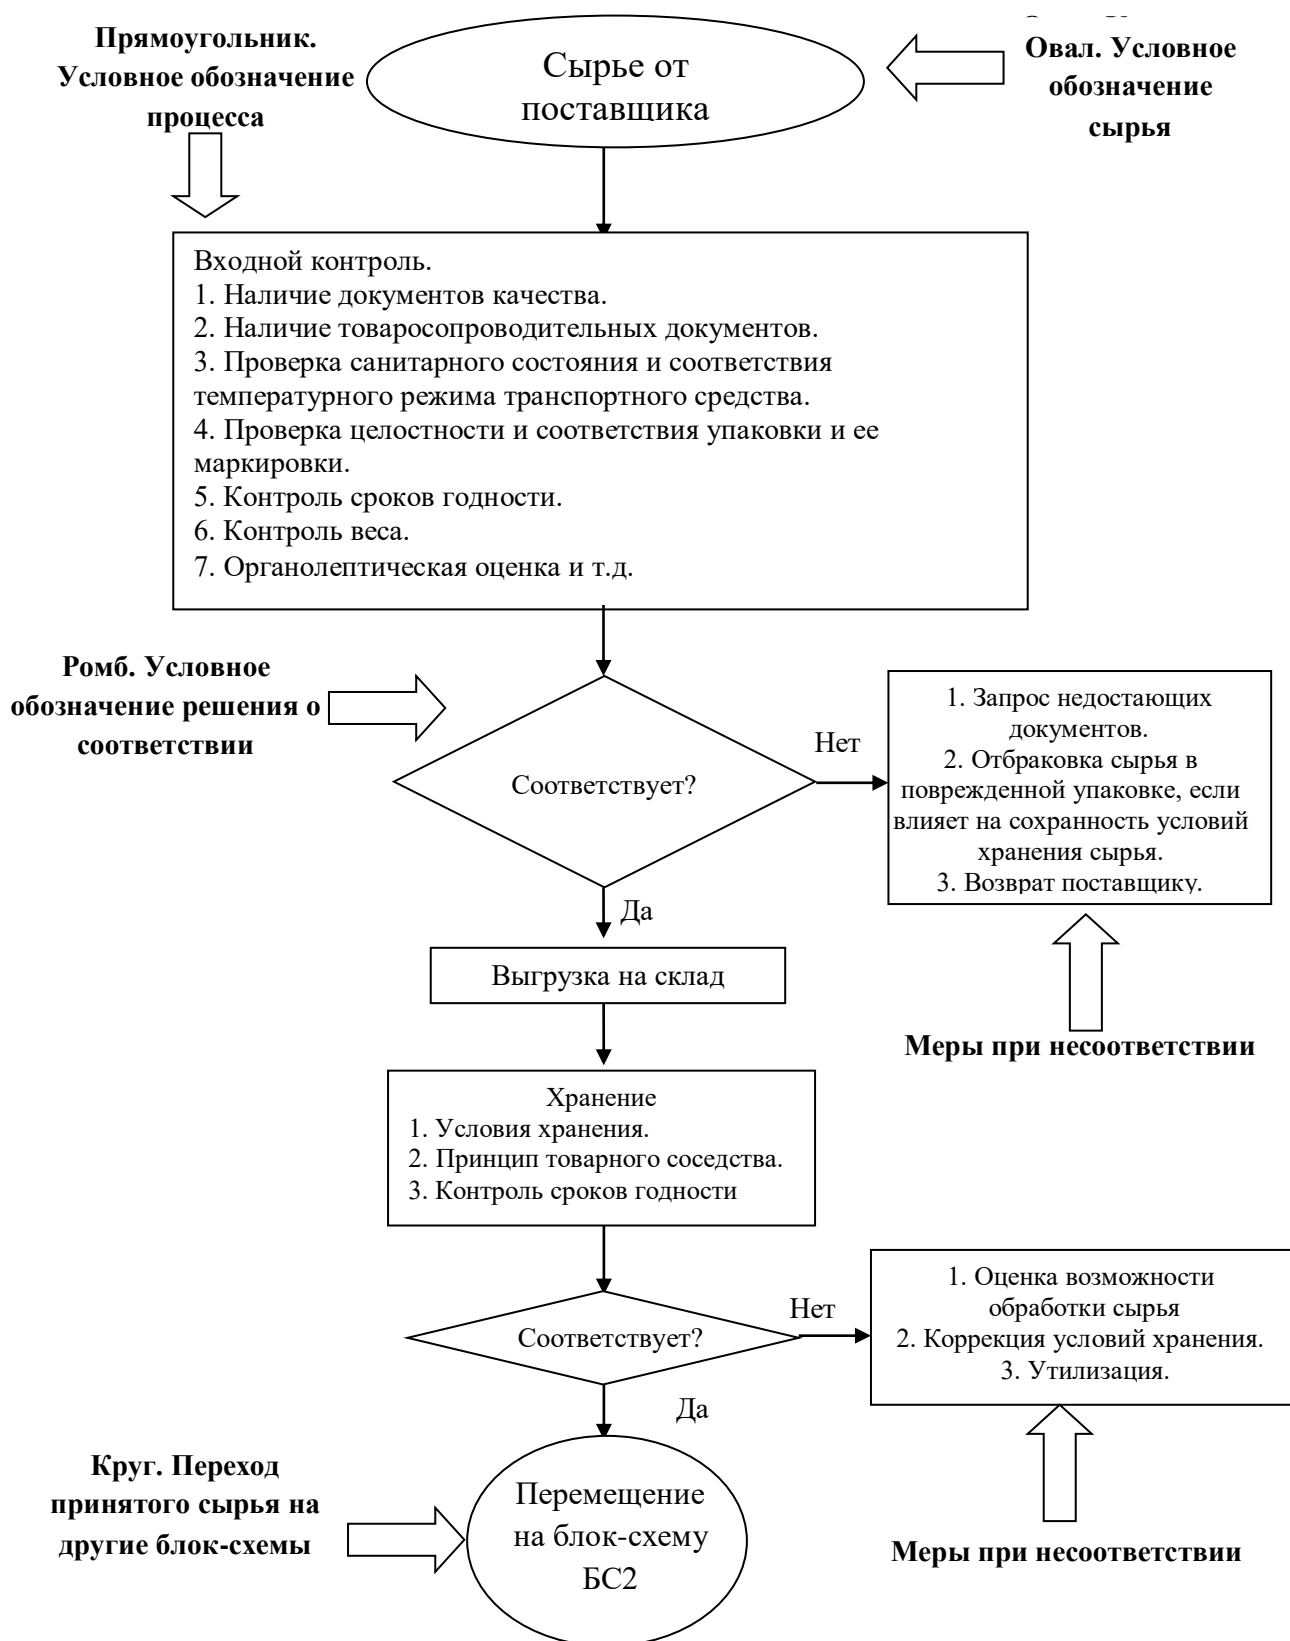 Прямоугольник.
Условное обозначение
процесса
Сырье от
поставщика
Овал. Условное
обозначение
сырья
Входной контроль.
1. Наличие документов качества.
2. Наличие товаросопроводительных документов.
3. Проверка санитарного состояния и соответствия
температурного режима транспортного средства.
4. Проверка целостности и соответствия упаковки и ее
маркировки.
5. Контроль сроков годности.
6. Контроль веса.
7. Органолептическая оценка и т.д.
Ромб. Условное
обозначение решения о
соответствии
Соответствует?
Нет
1. Запрос недостающих
документов.
2. Отбраковка сырья в
поврежденной упаковке, если
влияет на сохранность условий
хранения сырья.
3. Возврат поставщику.
Да
Выгрузка на склад
Меры при несоответствии
Хранение
1. Условия хранения.
2. Принцип товарного соседства.
3. Контроль сроков годности
Соответствует?
Нет
1. Оценка возможности
обработки сырья
2. Коррекция условий хранения.
3. Утилизация.
Да
Круг. Переход
принятого сырья на
другие блок-схемы
Перемещение
на блок-схему
БС2
Меры при несоответствии